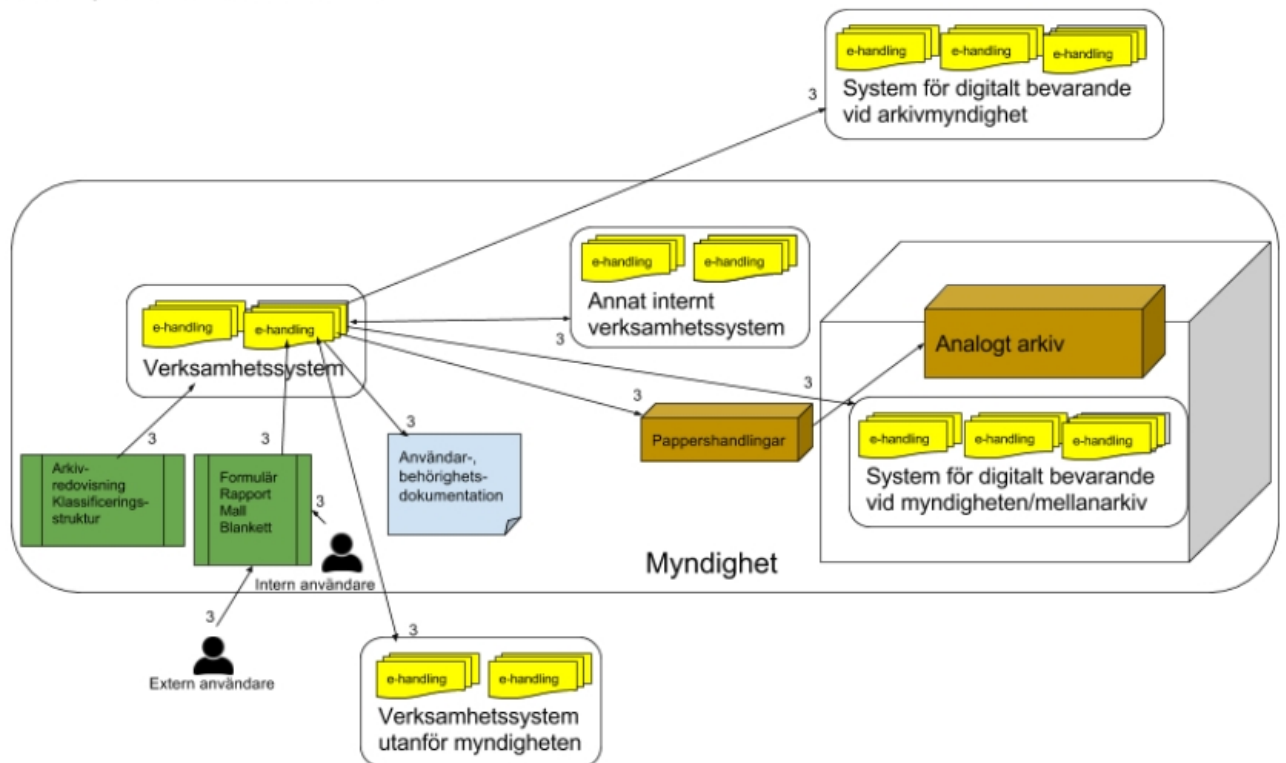 e-handling
e-handling
e-handling
System för digitalt bevarande
vid arkivmyndighet
3
e-handling
e-handling
Annat internt
verksamhetssystem
3
e-handling
e-handling
Verksamhetssystem
Analogt arkiv
3
3
Pappershandlingar
e-handling
e-handling
e-handling
System för digitalt bevarande
vid myndigheten/mellanarkiv
3
Arkiv-
redovisning
Klassificerings-
struktur
3
Formulär
Rapport
Mall
Blankett
3
Användar-,
behörighets-
dokumentation
3
Intern användare
Myndighet
3
Extern användare
3
e-handling
e-handling
Verksamhetssystem
utanför myndigheten